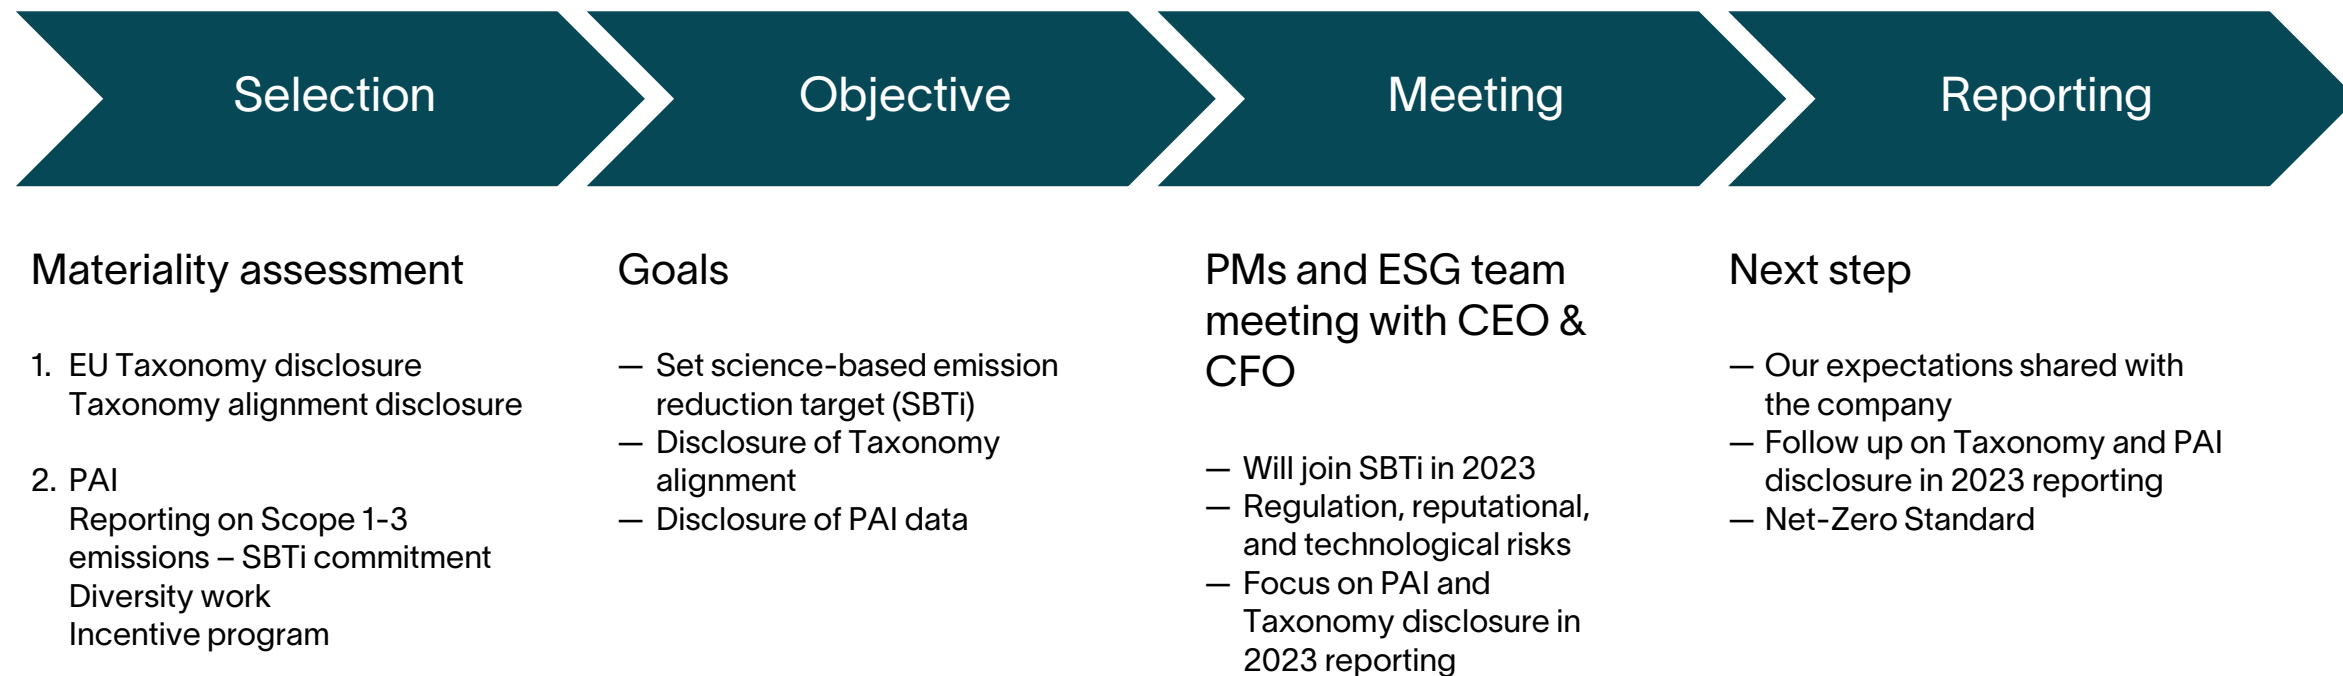 Selection
Objective
Meeting
Reporting
Materiality assessment
1. EU Taxonomy disclosure
Taxonomy alignment disclosure
2. PAI
Reporting on Scope 1-3
emissions – SBTi commitment
Diversity work
Incentive program
Goals
— Set science-based emission
reduction target (SBTi)
— Disclosure of Taxonomy
alignment
— Disclosure of PAI data
PMs and ESG team
meeting with CEO &
CFO
— Will join SBTi in 2023
— Regulation, reputational,
and technological risks
— Focus on PAI and
Taxonomy disclosure in
2023 reporting
Next step
— Our expectations shared with
the company
— Follow up on Taxonomy and PAI
disclosure in 2023 reporting
— Net-Zero Standard